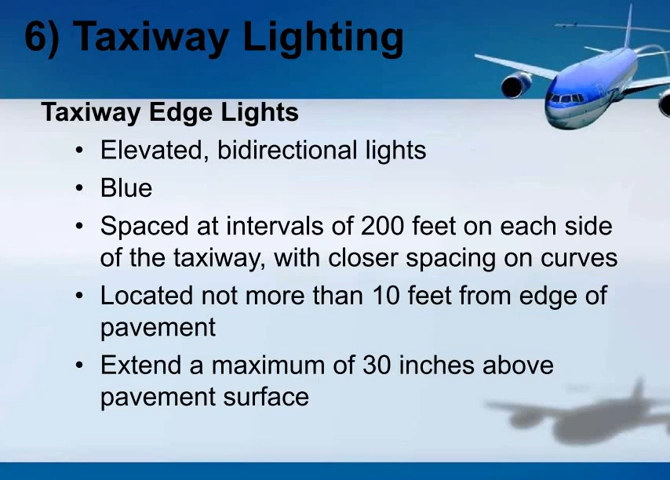 6) Taxiway Lighting
Taxiway Edge Lights
• Elevated, bidirectional lights
• Blue
• Spaced at intervals of 200 feet on each side
of the taxiway, with closer spacing on curves
• Located not more than 10 feet from edge of
pavement
• Extend a maximum of 30 inches above
pavement surface